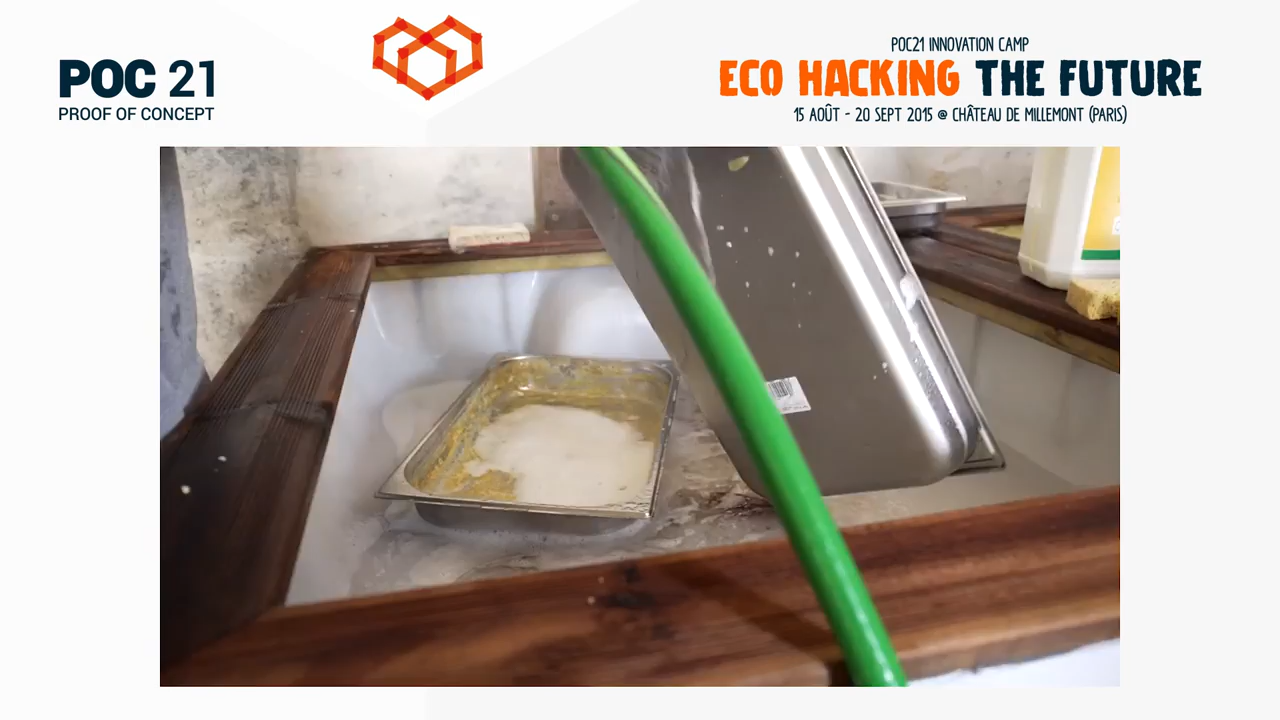 POC 21
PROOF OF CONCEPT
POC21 INNOVATION CAMP
ECO HACKING THE FUTURE
15 AOÛT - 20 SEPT 2015 @ CHÂTEAU DE MILLEMONT (PARIS)